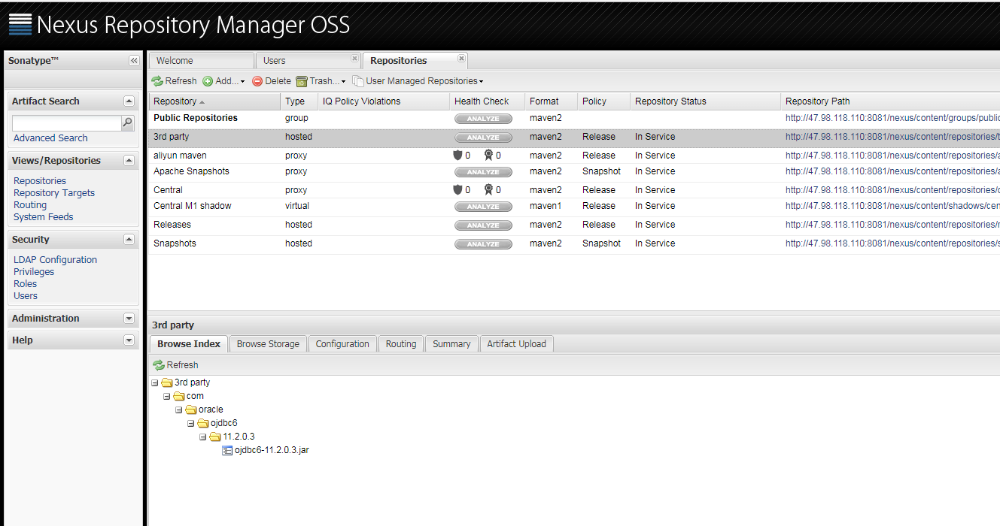 Nexus Repository Manager OSS
Sonatype™
Welcome Users Repositories
Refresh Add... Delete Trash... User Managed Repositories
Artifact Search
Advanced Search
Views/Repositories
Repositories
Repository Targets
Routing
System Feeds
Security
LDAP Configuration
Privileges
Roles
Users
Administration
Help
Repository Type IQ Policy Violations Health Check Format Policy Repository Status Repository Path
Public Repositories group ANALYZE maven2 http://47.98.118.110:8081/nexus/content/groups/public
3rd party hosted ANALYZE maven2 Release In Service http://47.98.118.110:8081/nexus/content/repositories/t
aliyun maven proxy 0 0 maven2 Release In Service http://47.98.118.110:8081/nexus/content/repositories/a
Apache Snapshots proxy ANALYZE maven2 Snapshot In Service http://47.98.118.110:8081/nexus/content/repositories/a
Central proxy 0 0 maven2 Release In Service http://47.98.118.110:8081/nexus/content/repositories/c
Central M1 shadow virtual ANALYZE maven1 Release In Service http://47.98.118.110:8081/nexus/content/shadows/cen
Releases hosted ANALYZE maven2 Release In Service http://47.98.118.110:8081/nexus/content/repositories/r
Snapshots hosted ANALYZE maven2 Snapshot In Service http://47.98.118.110:8081/nexus/content/repositories/s
3rd party
Browse Index Browse Storage Configuration Routing Summary Artifact Upload
Refresh
3rd party
com
oracle
ojdbc6
11.2.0.3
ojdbc6-11.2.0.3.jar